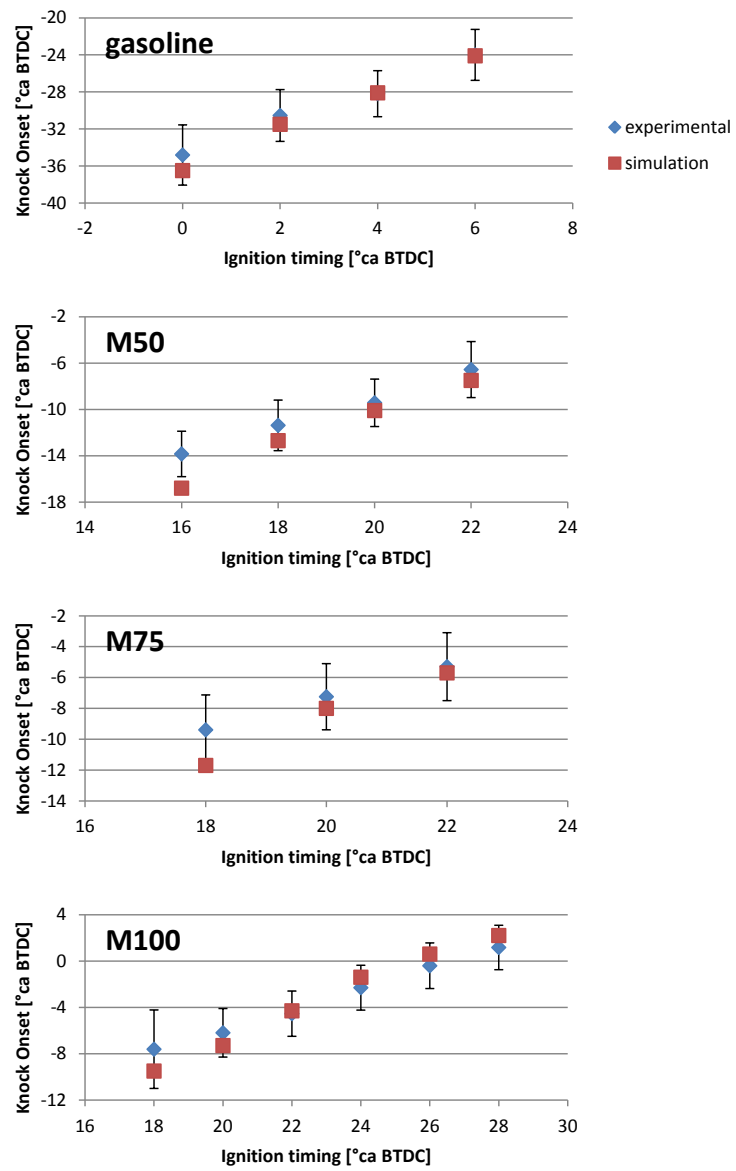 gasoline
Knock Onset [°ca BTDC]
-20
-24
-28
-32
-36
-40
-2 0 2 4 6 8
Ignition timing [°ca BTDC]
experimental
simulation
M50
Knock Onset [°ca BTDC]
-2
-6
-10
-14
-18
14 16 18 20 22 24
Ignition timing [°ca BTDC]
M75
Knock Onset [°ca BTDC]
-2
-4
-6
-8
-10
-12
-14
16 18 20 22 24
Ignition timing [°ca BTDC]
M100
Knock Onset [°ca BTDC]
4
0
-4
-8
-12
16 18 20 22 24 26 28 30
Ignition timing [°ca BTDC]